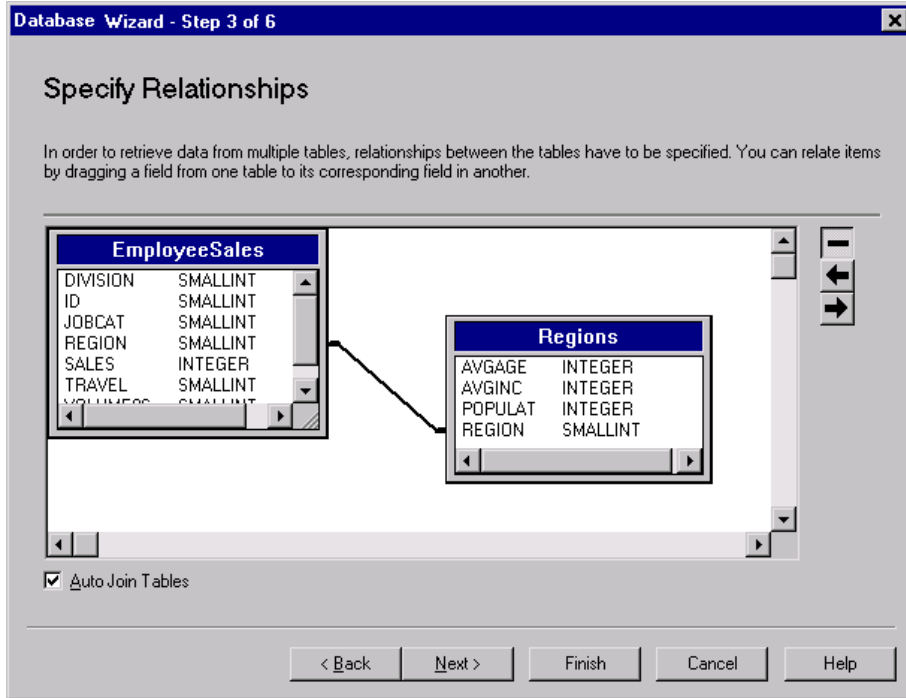 Database Wizard - Step 3 of 6
Specify Relationships
In order to retrieve data from multiple tables, relationships between the tables have to be specified. You can relate items
by dragging a field from one table to its corresponding field in another.
EmployeeSales
DIVISION SMALLINT
ID SMALLINT
JOBCAT SMALLINT
REGION SMALLINT
SALES INTEGER
TRAVEL SMALLINT
Regions
AVGAGE INTEGER
AVGINC INTEGER
POPULAT INTEGER
REGION SMALLINT
Auto Join Tables
< Back
Next >
Finish
Cancel
Help